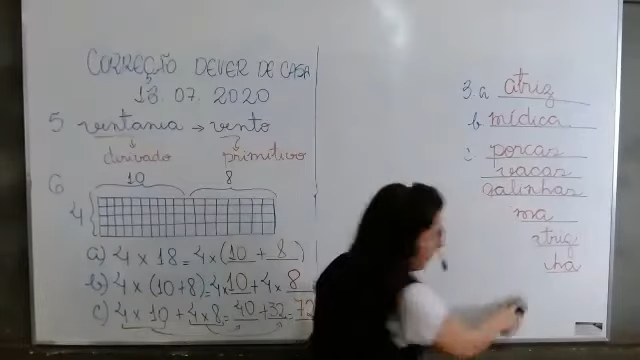 CORREÇÃO DEVER DE CASA
13.07.2020
5 ventania → vento
derivado primitivo
6
10 8
4
a) 4 × 18 = 4 × (10 + 8)
b) 4 × (10+8) = 4×10 + 4 × 8
c) 4 × 10 + 4 × 8 = 40 + 32 = 72
3. a atriz
b médica
c porcas
vacas
galinhas
ma
triz
nha